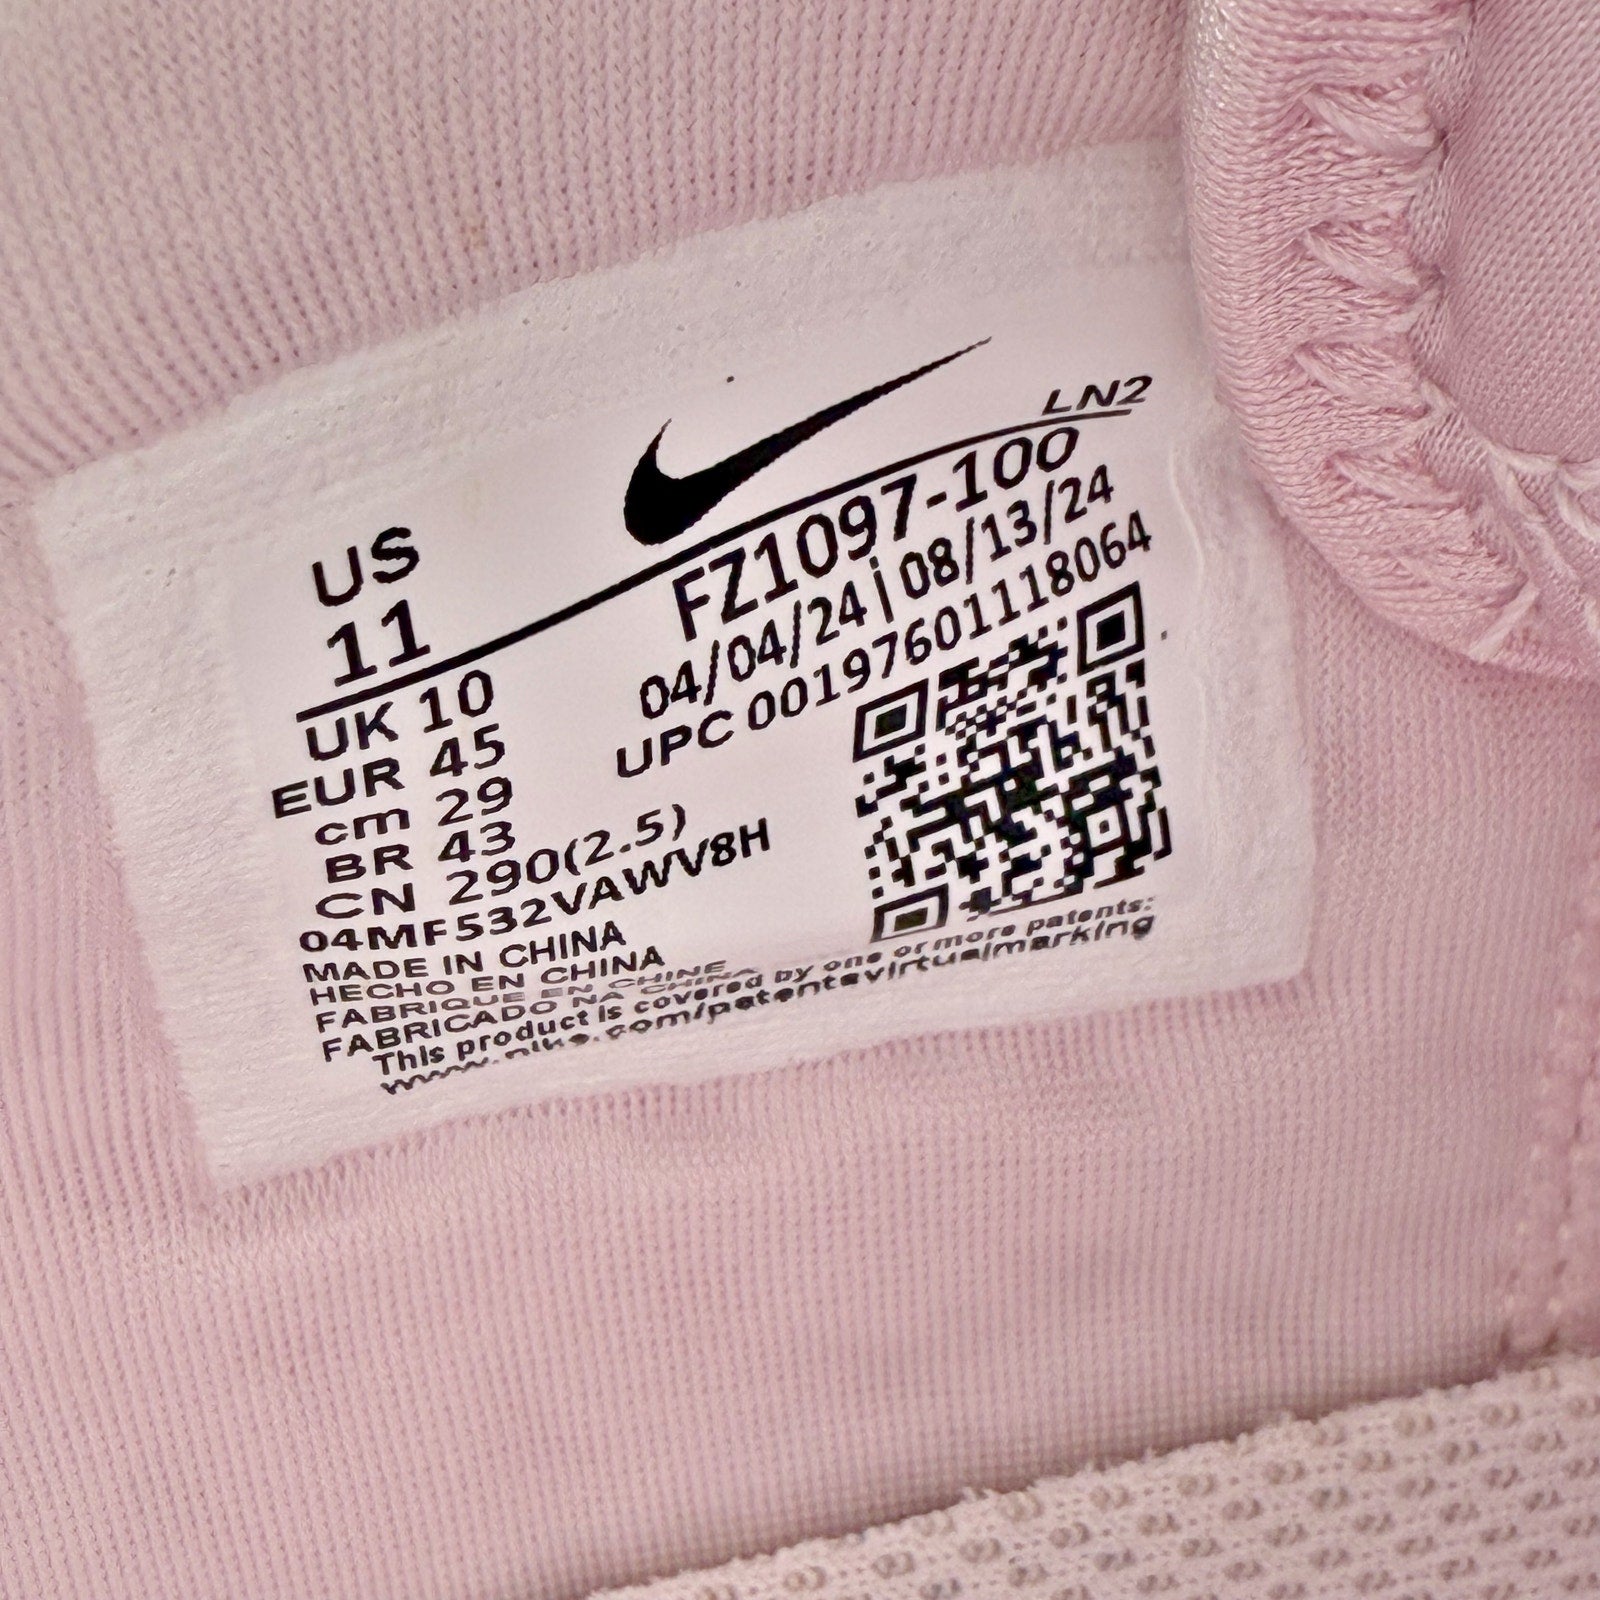 LN2
US
11
FZ1097-100
04/04/24 | 08/13/24
UPC 00197601118064
UK 10
EUR 45
cm 29
BR 43
CN 290(2.5)
04MF532VAWV8H
MADE IN CHINA
HECHO EN CHINA
FABRIQUE EN CHINE
FABRICADO NA CHINA
This product is covered by one or more patents:
www.nike.com/patentsvirtualmarking